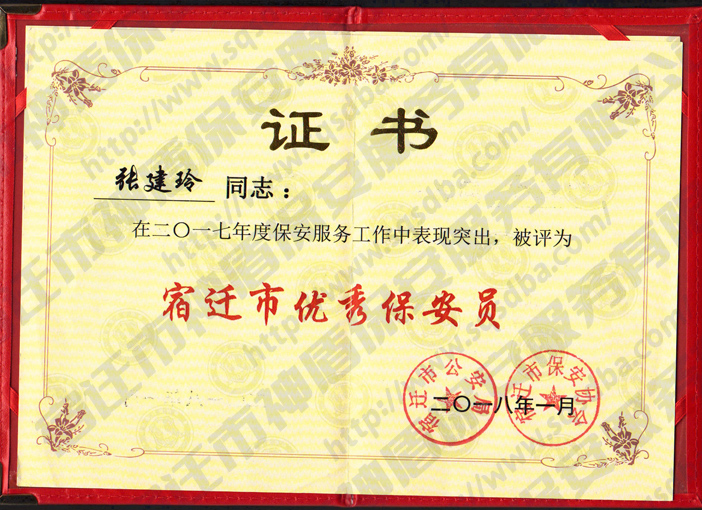 证书
张建玲 同志：
在二〇一七年度保安服务工作中表现突出，被评为
宿迁市优秀保安员
宿迁市公安局
宿迁市保安协会
二〇一八年一月